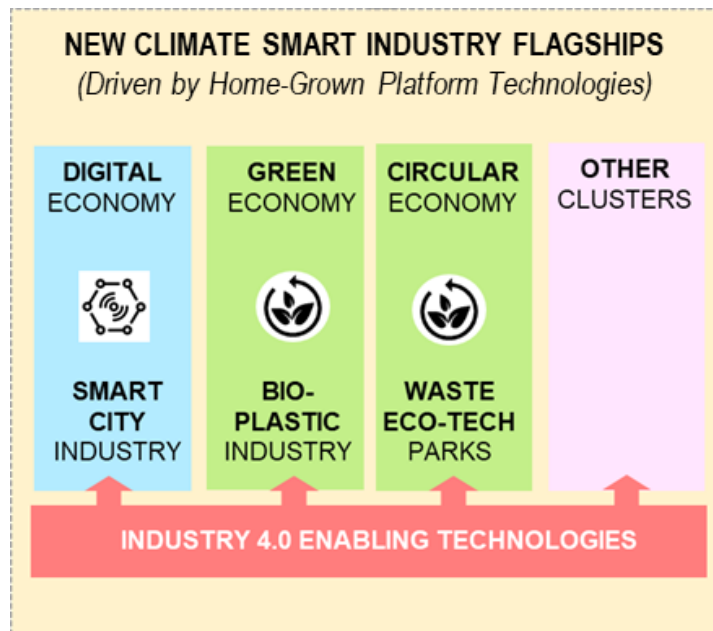 NEW CLIMATE SMART INDUSTRY FLAGSHIPS
(Driven by Home-Grown Platform Technologies)
DIGITAL
ECONOMY
SMART
CITY
INDUSTRY
GREEN
ECONOMY
BIO-
PLASTIC
INDUSTRY
CIRCULAR
ECONOMY
WASTE
ECO-TECH
PARKS
OTHER
CLUSTERS
INDUSTRY 4.0 ENABLING TECHNOLOGIES